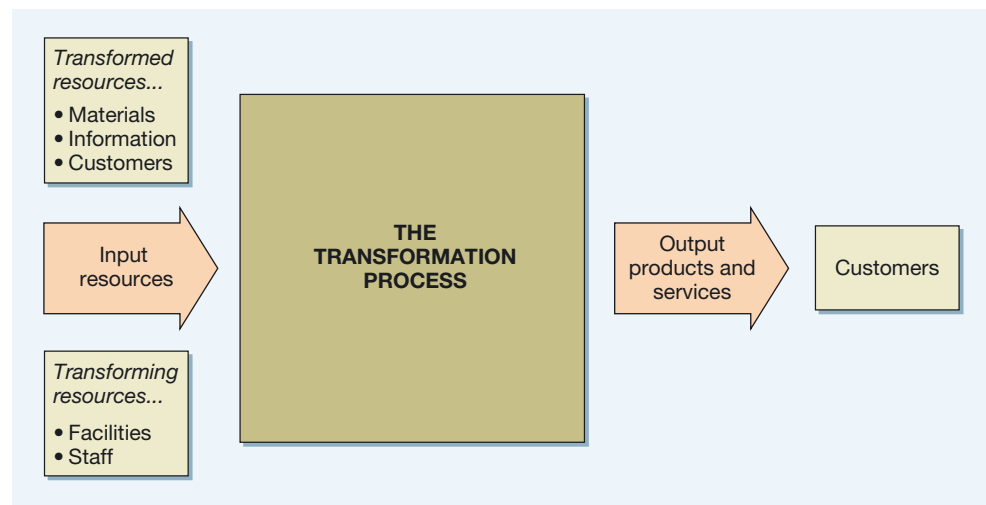 Transformed
resources...
• Materials
• Information
• Customers
Input
resources
Transforming
resources...
• Facilities
• Staff
THE
TRANSFORMATION
PROCESS
Output
products and
services
Customers